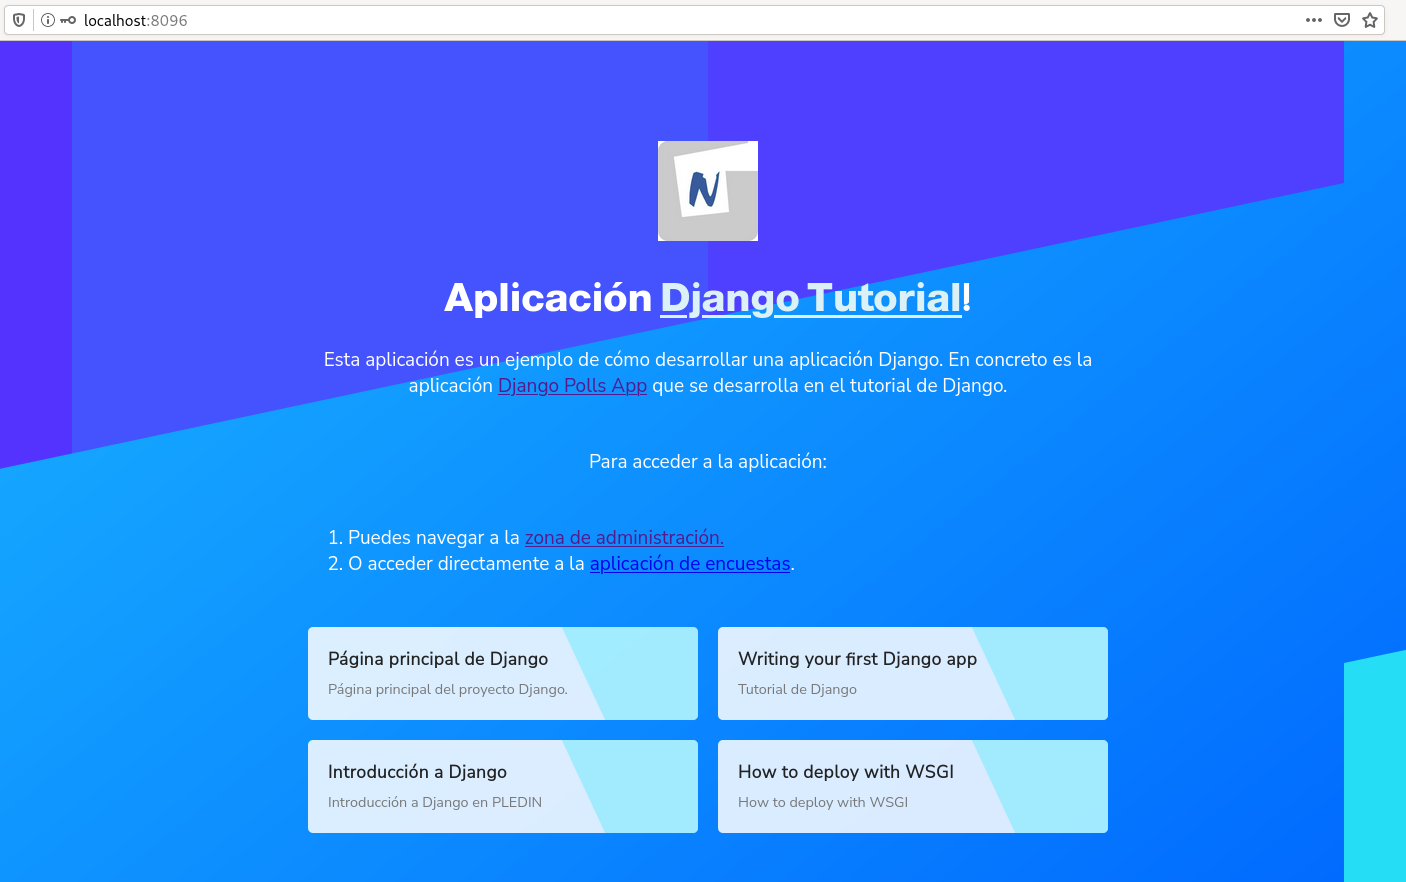 localhost:8096
N
Aplicación Django Tutorial!
Esta aplicación es un ejemplo de cómo desarrollar una aplicación Django. En concreto es la
aplicación Django Polls App que se desarrolla en el tutorial de Django.
Para acceder a la aplicación:
1. Puedes navegar a la zona de administración.
2. O acceder directamente a la aplicación de encuestas.
Página principal de Django
Página principal del proyecto Django.
Writing your first Django app
Tutorial de Django
Introducción a Django
Introducción a Django en PLEDIN
How to deploy with WSGI
How to deploy with WSGI